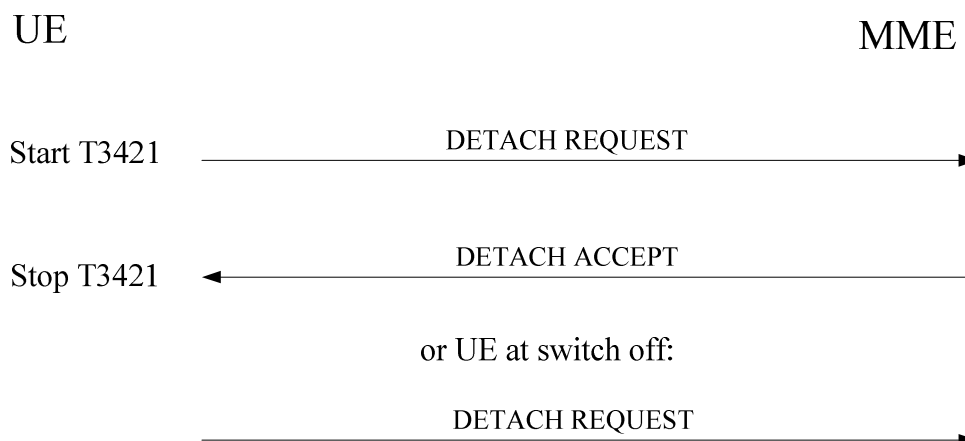 UE
MME
Start T3421
DETACH REQUEST
DETACH ACCEPT
Stop T3421
or UE at switch off:
DETACH REQUEST